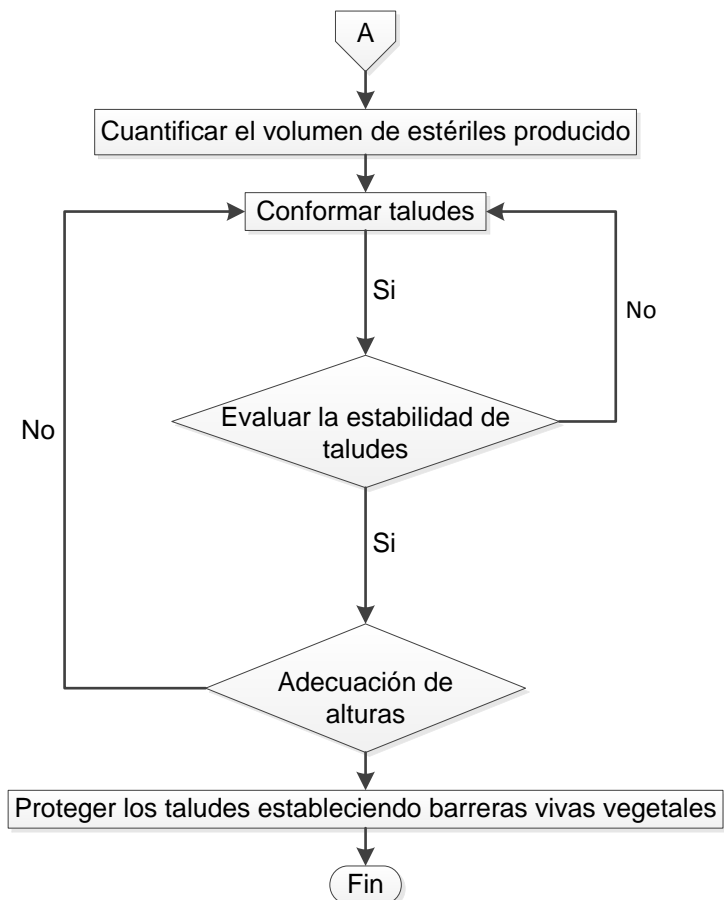 A
Cuantificar el volumen de estériles producido
Conformar taludes
Si
No
Evaluar la estabilidad de
taludes
No
Si
Adecuación de
alturas
Proteger los taludes estableciendo barreras vivas vegetales
Fin